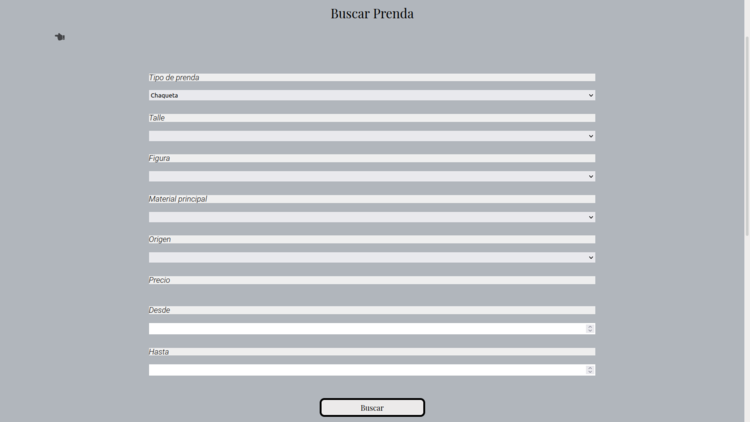 Buscar Prenda
Tipo de prenda
Chaqueta
Talle
Figura
Material principal
Origen
Precio
Desde
Hasta
Buscar